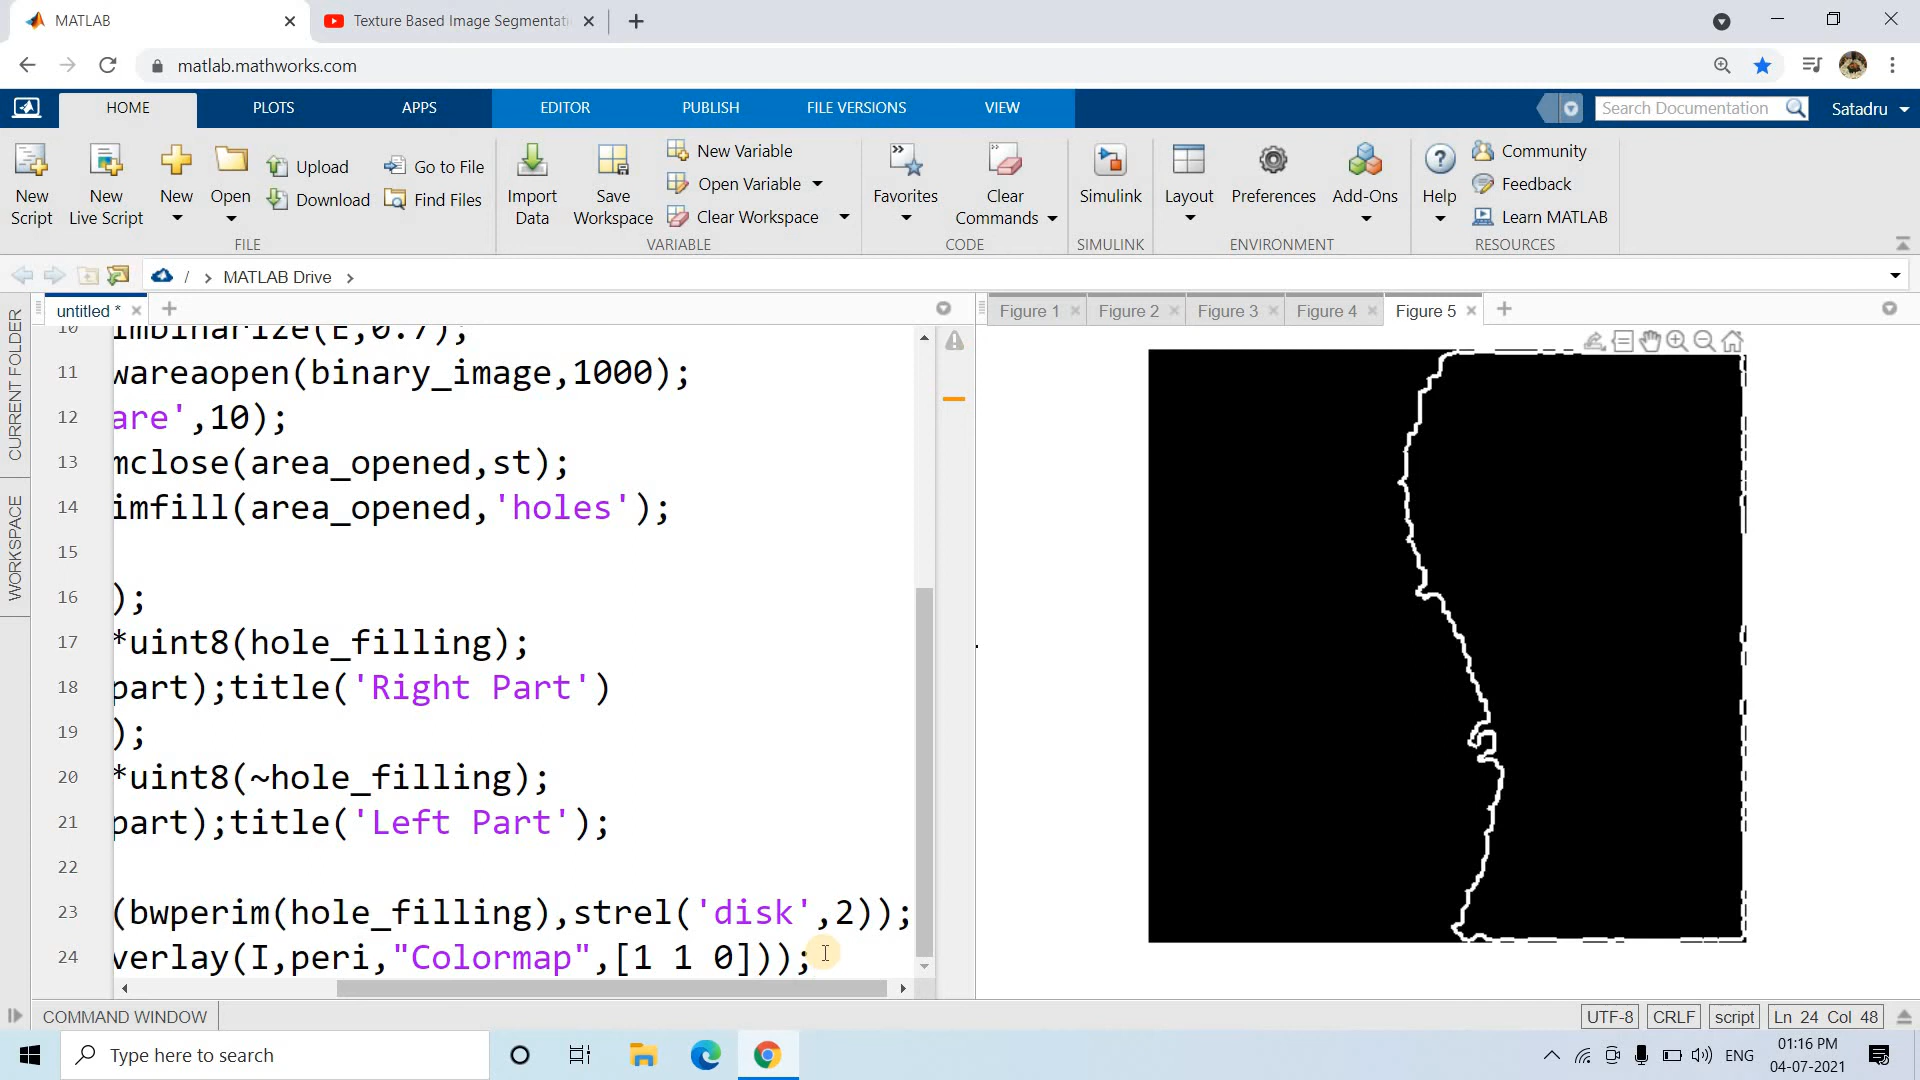 MATLAB
Texture Based Image Segmentati
matlab.mathworks.com
HOME
PLOTS
APPS
EDITOR
PUBLISH
FILE VERSIONS
VIEW
Search Documentation
Satadru
New Script
New Live Script
New
Open
Upload
Download
Go to File
Find Files
Import Data
Save Workspace
New Variable
Open Variable
Clear Workspace
Favorites
Clear Commands
Simulink
Layout
Preferences
Add-Ons
Help
Community
Feedback
Learn MATLAB
FILE
VARIABLE
CODE
SIMULINK
ENVIRONMENT
RESOURCES
/ › MATLAB Drive ›
CURRENT FOLDER
WORKSPACE
untitled *
10 imbinarize(E,0.7);
11 wareaopen(binary_image,1000);
12 are',10);
13 mclose(area_opened,st);
14 imfill(area_opened,'holes');
15
16 );
17 *uint8(hole_filling);
18 part);title('Right Part')
19 );
20 *uint8(~hole_filling);
21 part);title('Left Part');
22
23 (bwperim(hole_filling),strel('disk',2));
24 verlay(I,peri,"Colormap",[1 1 0]));
Figure 1
Figure 2
Figure 3
Figure 4
Figure 5
COMMAND WINDOW
UTF-8
CRLF
script
Ln 24 Col 48
Type here to search
ENG
01:16 PM
04-07-2021